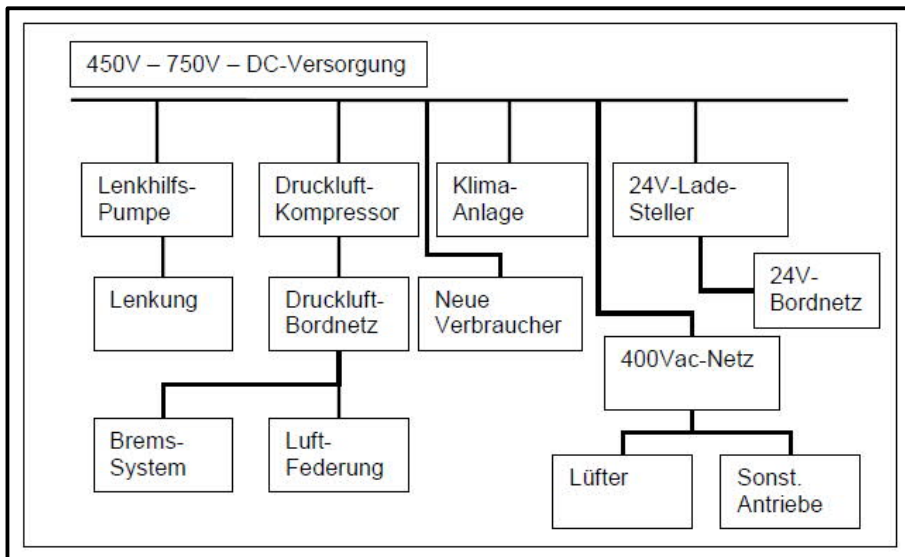 450V – 750V – DC-Versorgung
Lenkhilfs-
Pumpe
Druckluft-
Kompressor
Klima-
Anlage
24V-Lade-
Steller
Lenkung
Druckluft-
Bordnetz
Neue
Verbraucher
24V-
Bordnetz
400Vac-Netz
Brems-
System
Luft-
Federung
Lüfter
Sonst.
Antriebe